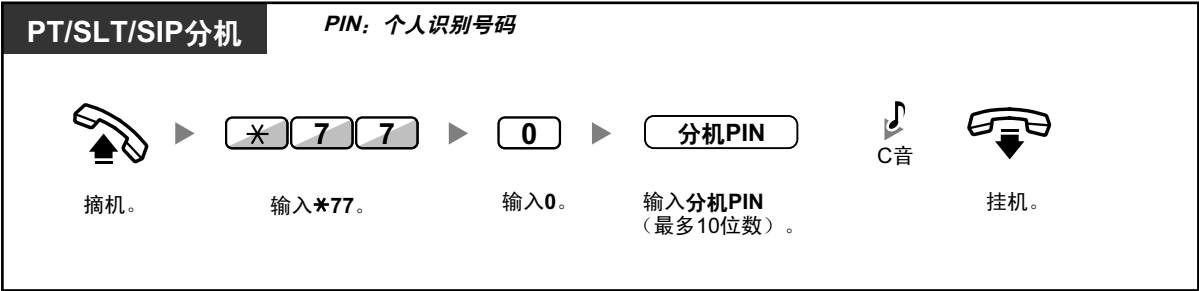 PT/SLT/SIP分机
PIN：个人识别号码
* 7 7
0
分机PIN
C音
摘机。
输入*77。
输入0。
输入分机PIN
（最多10位数）。
挂机。